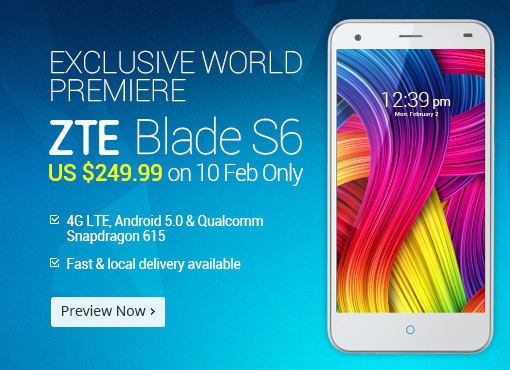 EXCLUSIVE WORLD
PREMIERE
ZTE Blade S6
US $249.99 on 10 Feb Only
4G LTE, Android 5.0 & Qualcomm
Snapdragon 615
Fast & local delivery available
Preview Now >
12:39 pm
Mon, February 2